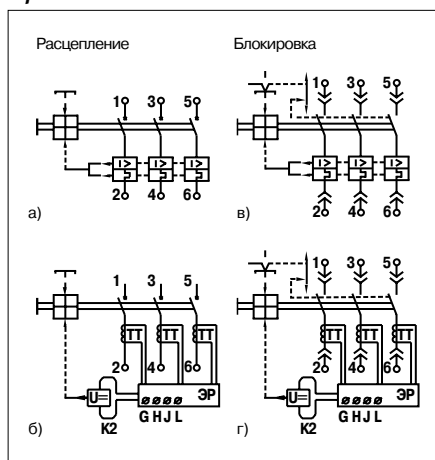 Расцепление Блокировка
1 3 5
I> I> I>
2 4 6
а)
1 3 5
I> I> I>
2 4 6
в)
1 3 5
ТТ ТТ ТТ
2 4 6
U= ЭР
G H J L
K2
б)
1 3 5
ТТ ТТ ТТ
2 4 6
U= ЭР
G H J L
K2
г)